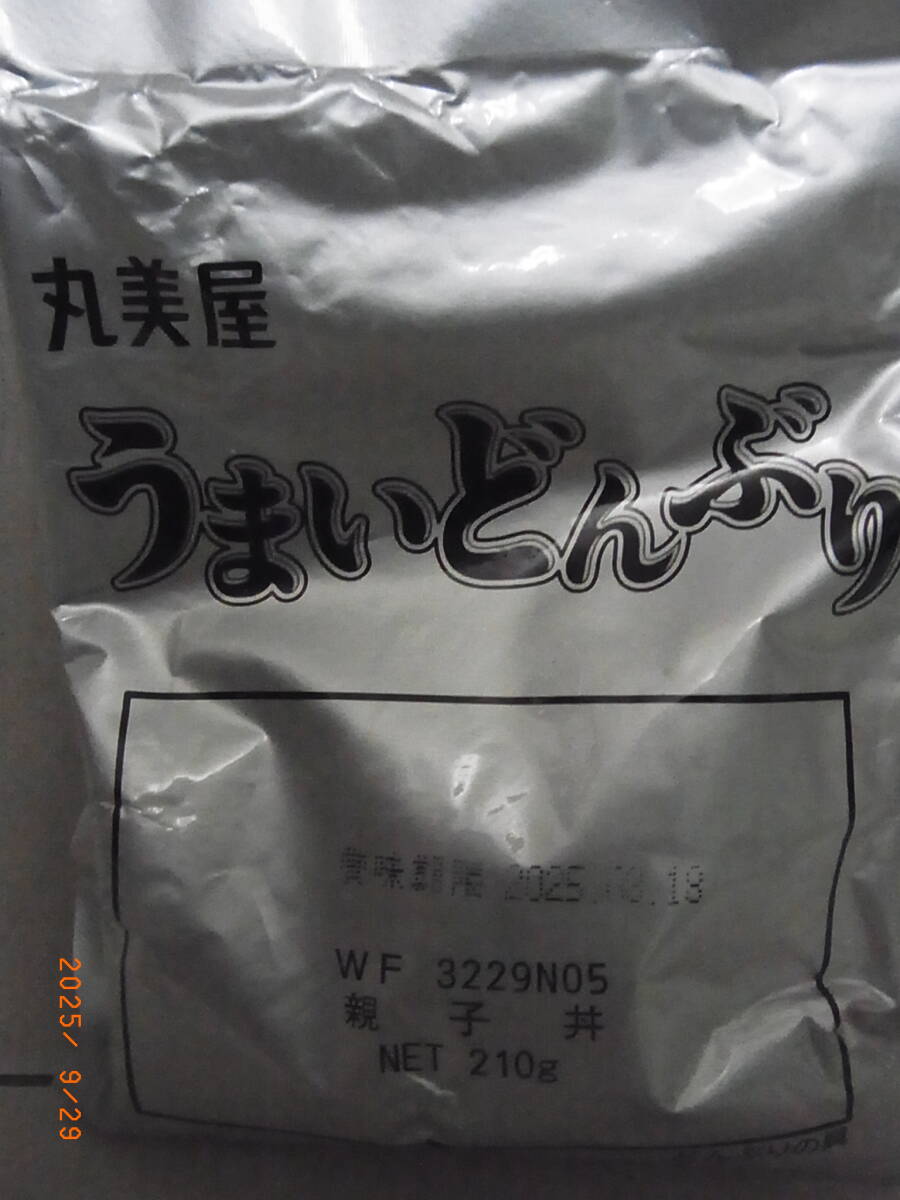 丸美屋
うまいどんぶり
賞味期限
WF 3229N05
親 子 丼
NET 210g
2025/ 9/29